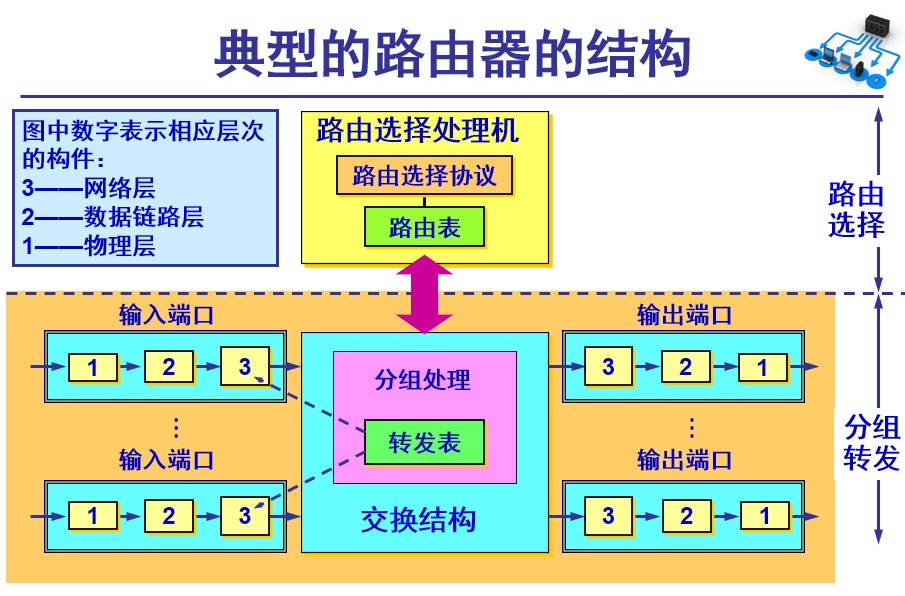 典型的路由器的结构
图中数字表示相应层次
的构件：
3——网络层
2——数据链路层
1——物理层
路由选择处理机
路由选择协议
路由表
路由
选择
输入端口
1 2 3
⋮
输入端口
1 2 3
分组处理
转发表
交换结构
输出端口
3 2 1
⋮
输出端口
3 2 1
分组
转发